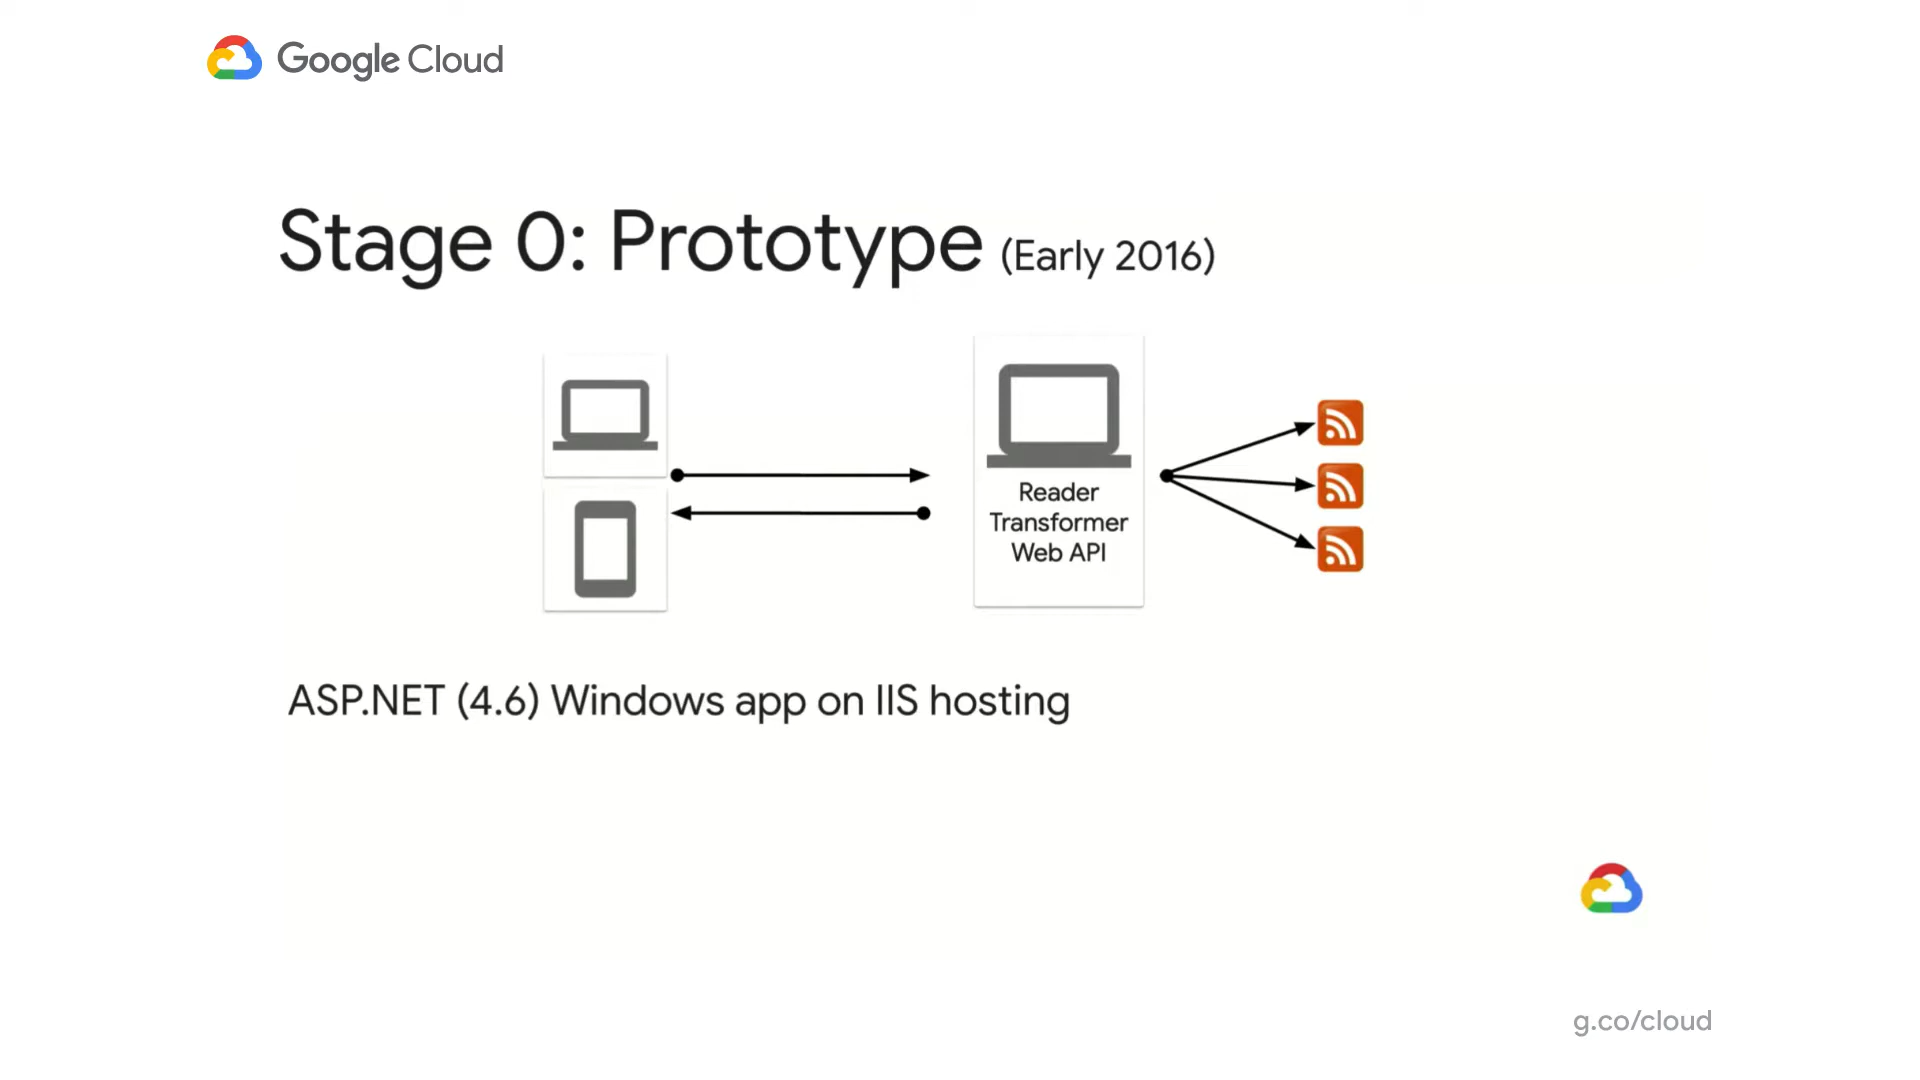 Google Cloud
Stage 0: Prototype (Early 2016)
Reader
Transformer
Web API
ASP.NET (4.6) Windows app on IIS hosting
g.co/cloud